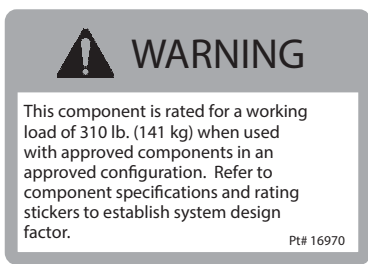 WARNING
This component is rated for a working
load of 310 lb. (141 kg) when used
with approved components in an
approved configuration.  Refer to
component specifications and rating
stickers to establish system design
factor.
Pt# 16970